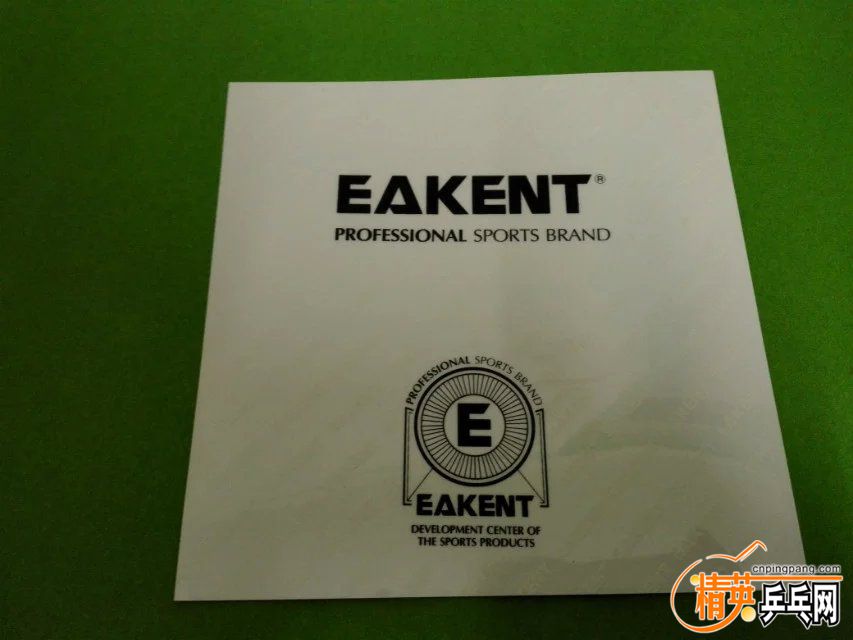 EAKENT®
PROFESSIONAL SPORTS BRAND
PROFESSIONAL SPORTS BRAND
E
EAKENT
DEVELOPMENT CENTER OF
THE SPORTS PRODUCTS
cnpingpang.com
精英乒乓网